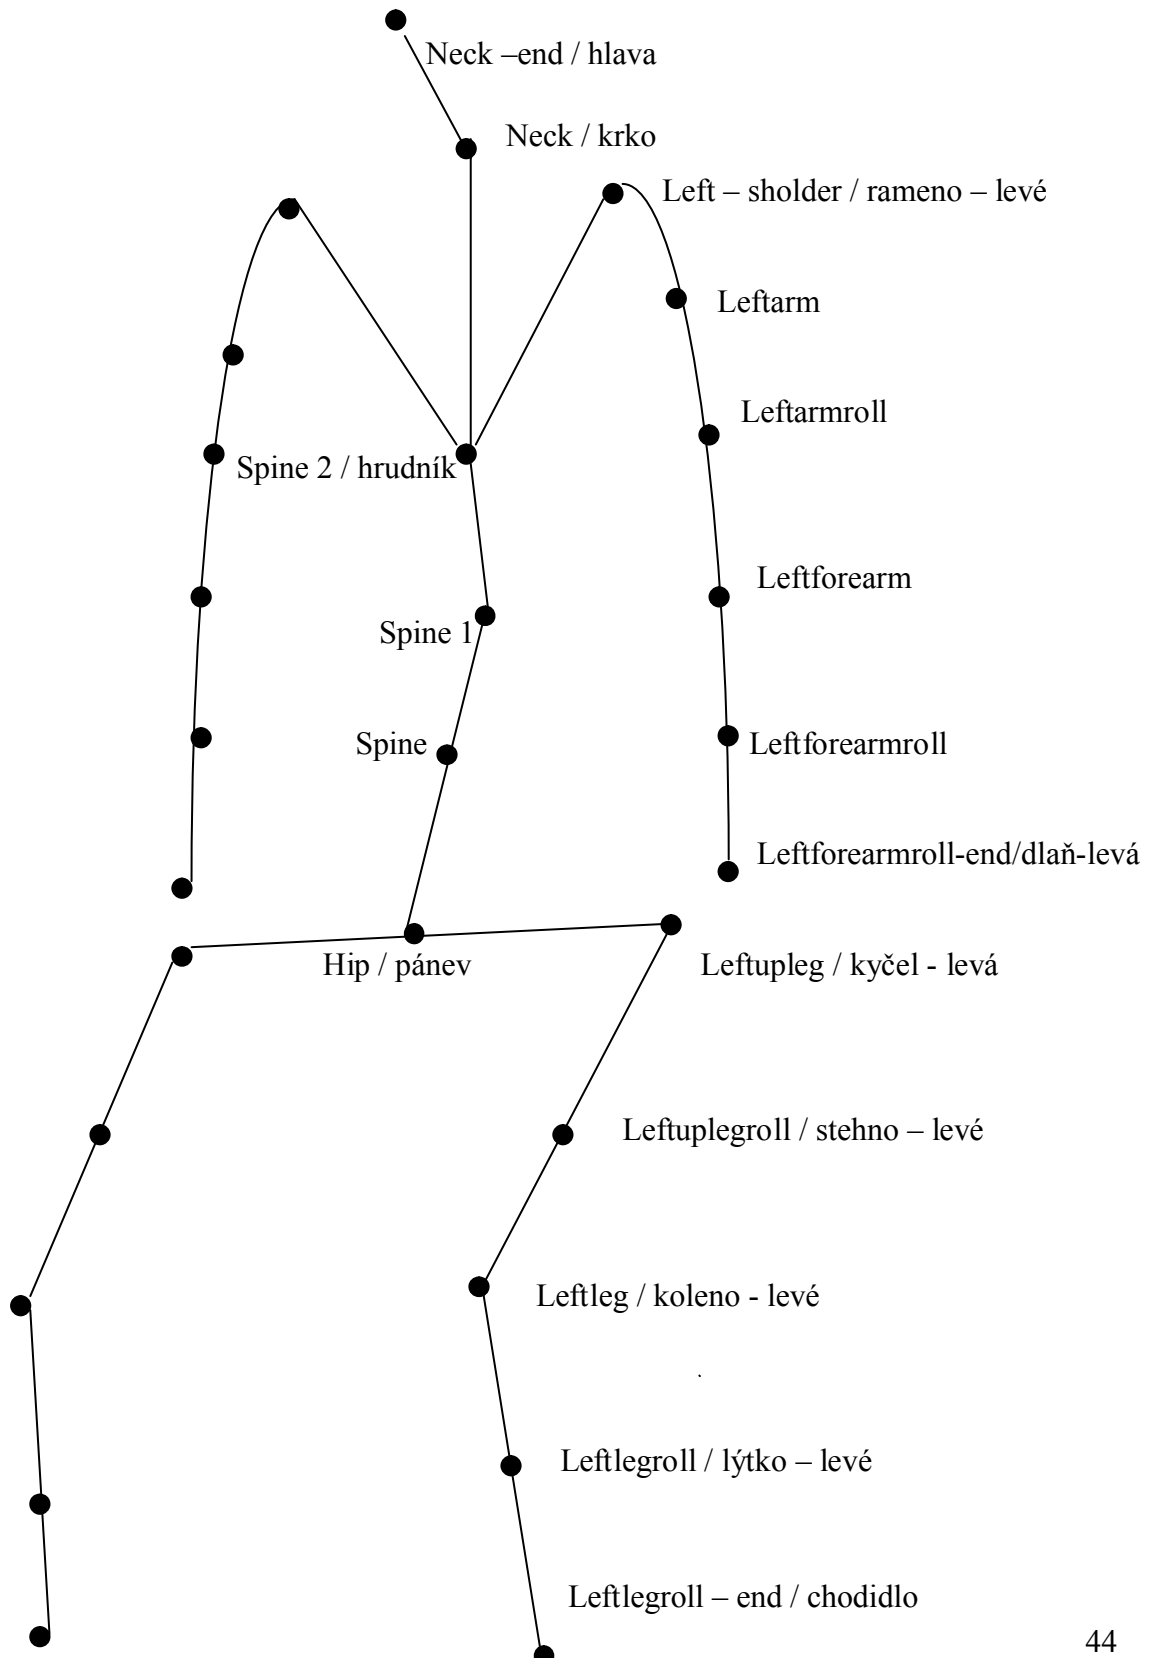 Neck –end / hlava
Neck / krko
Left – sholder / rameno – levé
Leftarm
Leftarmroll
Spine 2 / hrudník
Leftforearm
Spine 1
Spine
Leftforearmroll
Leftforearmroll-end/dlaň-levá
Hip / pánev
Leftupleg / kyčel - levá
Leftuplegroll / stehno – levé
Leftleg / koleno - levé
Leftlegroll / lýtko – levé
Leftlegroll – end / chodidlo
44